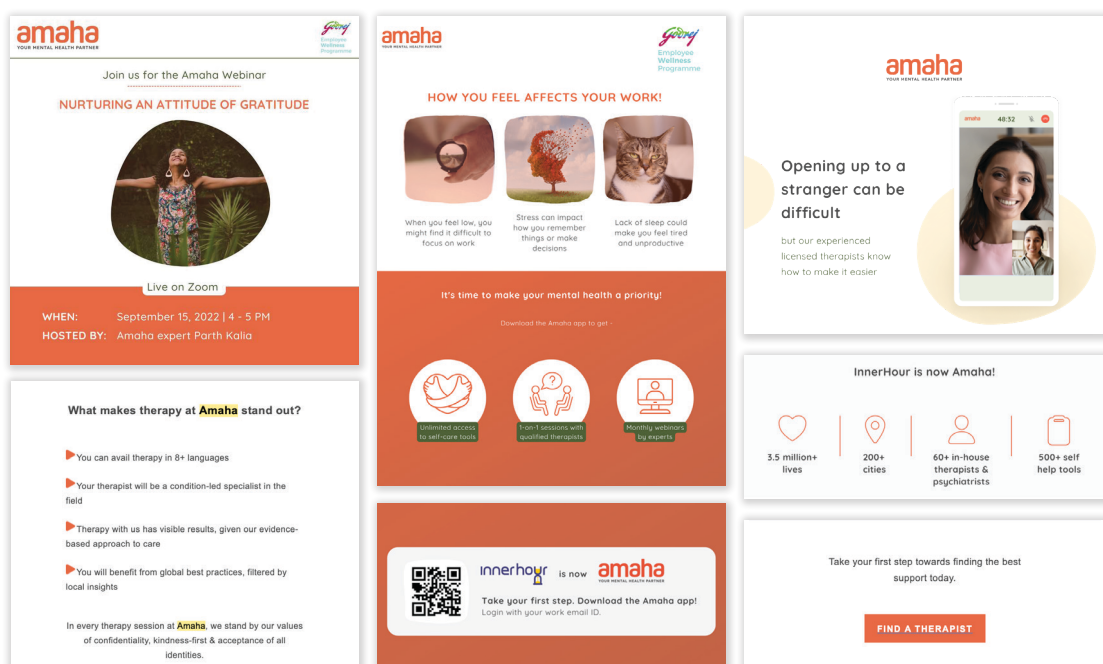 amaha
YOUR MENTAL HEALTH PARTNER
Godrej
Employee
Wellness
Programme
Join us for the Amaha Webinar
NURTURING AN ATTITUDE OF GRATITUDE
Live on Zoom
WHEN: September 15, 2022 | 4 - 5 PM
HOSTED BY: Amaha expert Parth Kalia
What makes therapy at Amaha stand out?
You can avail therapy in 8+ languages
Your therapist will be a condition-led specialist in the
field
Therapy with us has visible results, given our evidence-
based approach to care
You will benefit from global best practices, filtered by
local insights
In every therapy session at Amaha, we stand by our values
of confidentiality, kindness-first & acceptance of all
identities.
amaha
YOUR MENTAL HEALTH PARTNER
Godrej
Employee
Wellness
Programme
HOW YOU FEEL AFFECTS YOUR WORK!
When you feel low, you
might find it difficult to
focus on work
Stress can impact
how you remember
things or make
decisions
Lack of sleep could
make you feel tired
and unproductive
It's time to make your mental health a priority!
Download the Amaha app to get -
Unlimited access
to self-care tools
1-on-1 sessions with
qualified therapists
Monthly webinars
by experts
innerhour is now amaha
YOUR MENTAL HEALTH PARTNER
Take your first step. Download the Amaha app!
Login with your work email ID.
amaha
YOUR MENTAL HEALTH PARTNER
amaha 48:32
Opening up to a
stranger can be
difficult
but our experienced
licensed therapists know
how to make it easier
InnerHour is now Amaha!
3.5 million+
lives
200+
cities
60+ in-house
therapists &
psychiatrists
500+ self
help tools
Take your first step towards finding the best
support today.
FIND A THERAPIST